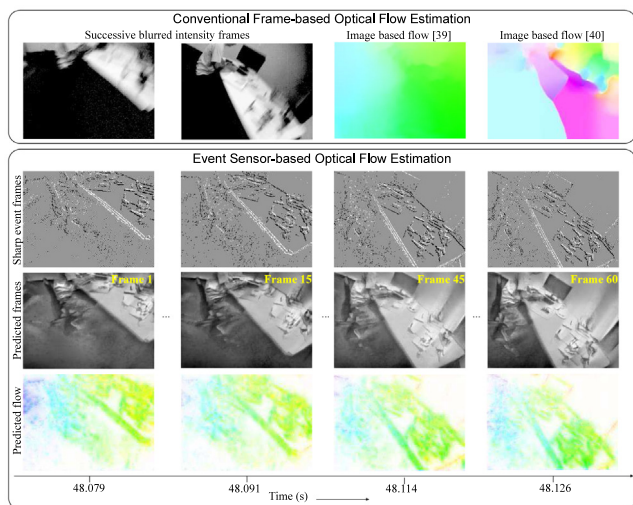 Conventional Frame-based Optical Flow Estimation
Successive blurred intensity frames
Image based flow [39]
Image based flow [40]
Event Sensor-based Optical Flow Estimation
Sharp event frames
Predicted frames
Frame 1
Frame 15
Frame 45
Frame 60
... ... ...
Predicted flow
48.079
48.091
48.114
48.126
Time (s)